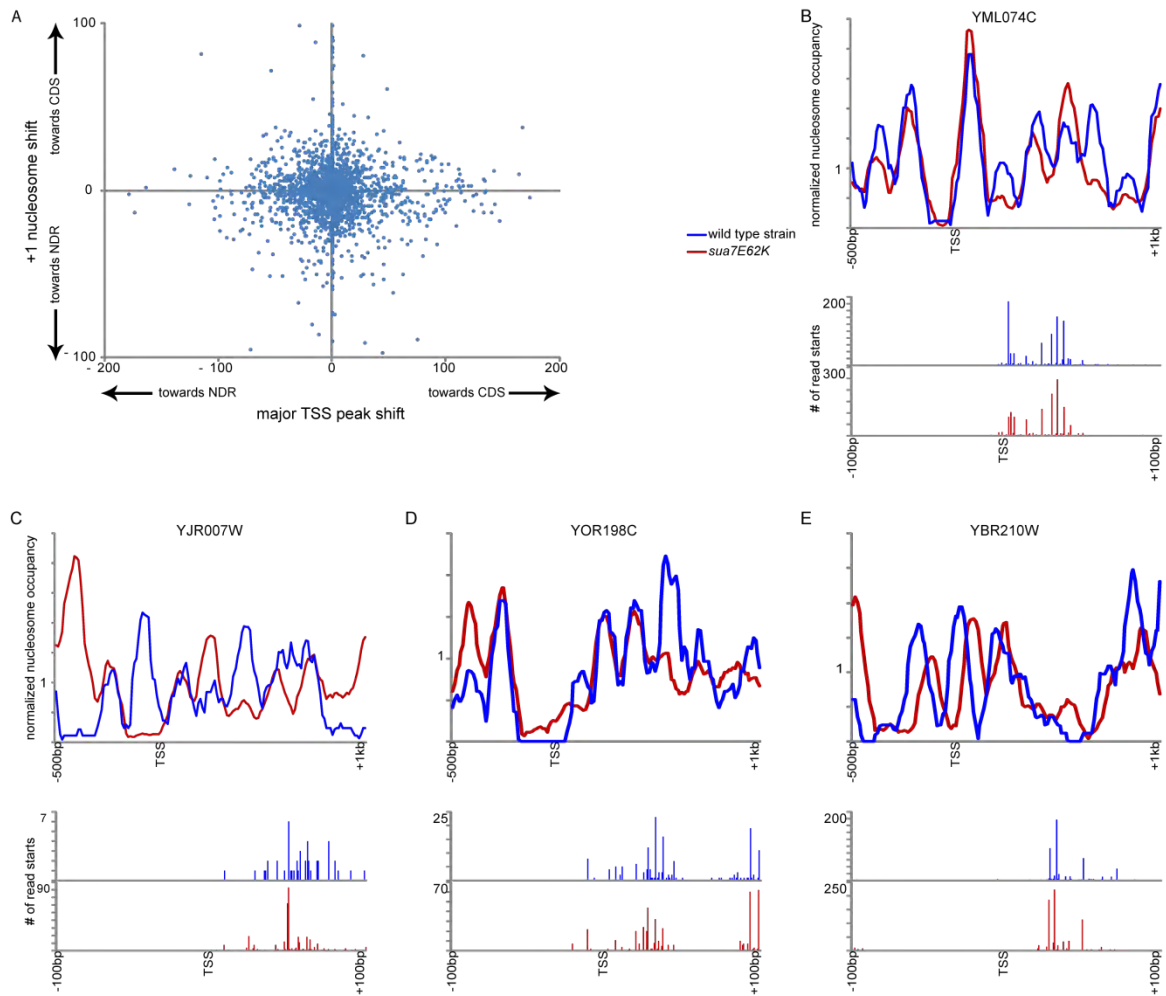 A
100
0
- 100
- 200
- 100
0
100
200
+1 nucleosome shift
towards CDS
towards NDR
towards NDR
towards CDS
major TSS peak shift
wild type strain
sua7E62K
B
YML074C
normalized nucleosome occupancy
1
-500bp
TSS
+1kb
# of read starts
200
300
-100bp
TSS
+100bp
C
YJR007W
normalized nucleosome occupancy
1
-500bp
TSS
+1kb
# of read starts
7
90
-100bp
TSS
+100bp
D
YOR198C
1
-500bp
TSS
+1kb
25
70
-100bp
TSS
+100bp
E
YBR210W
1
-500bp
TSS
+1kb
200
250
-100bp
TSS
+100bp